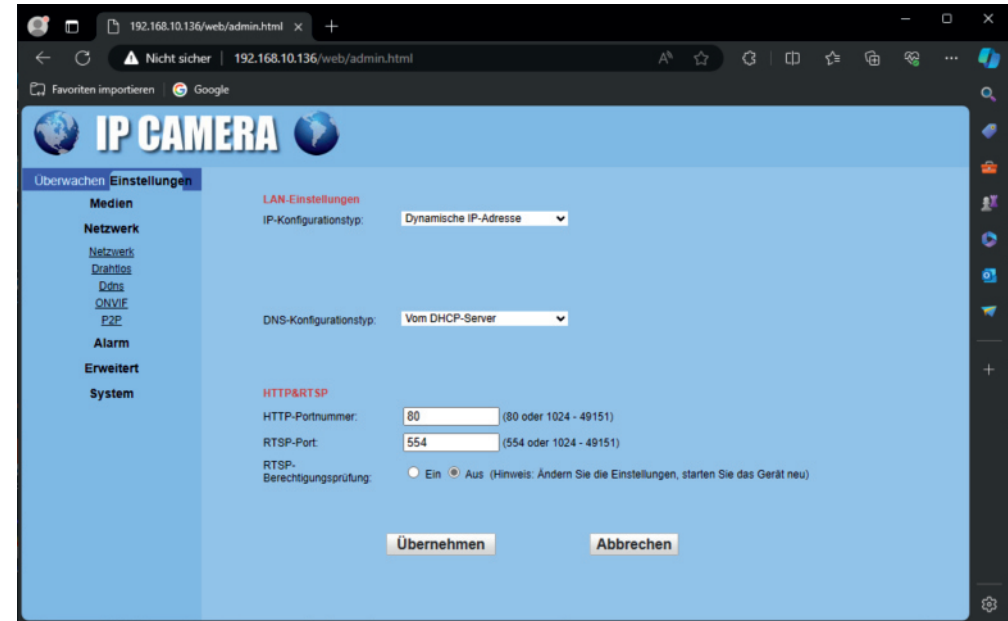 192.168.10.136/web/admin.html
Nicht sicher | 192.168.10.136/web/admin.html
Favoriten importieren Google
IP CAMERA
Überwachen Einstellungen
Medien
Netzwerk
Netzwerk
Drahtlos
Ddns
ONVIF
P2P
Alarm
Erweitert
System
LAN-Einstellungen
IP-Konfigurationstyp: Dynamische IP-Adresse
DNS-Konfigurationstyp: Vom DHCP-Server
HTTP&RTSP
HTTP-Portnummer: 80 (80 oder 1024 - 49151)
RTSP-Port: 554 (554 oder 1024 - 49151)
RTSP-
Berechtigungsprüfung: Ein Aus (Hinweis: Ändern Sie die Einstellungen, starten Sie das Gerät neu)
Übernehmen Abbrechen